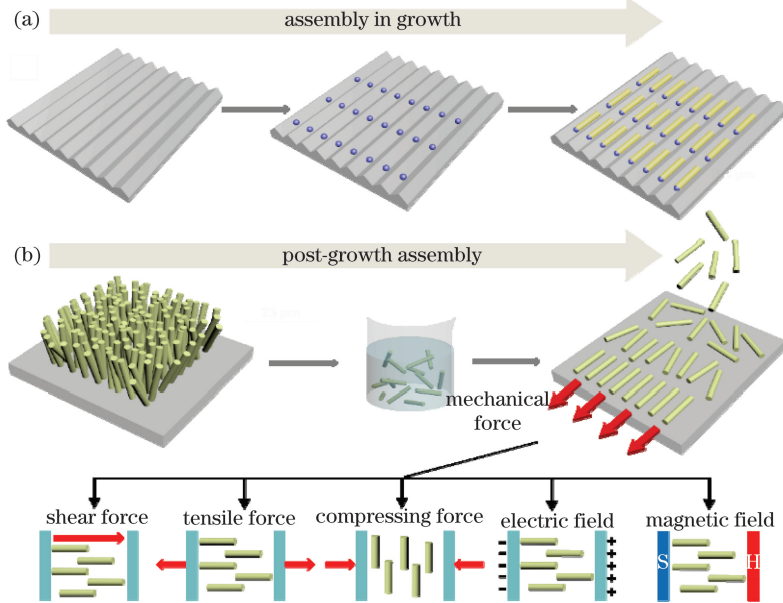 (a)
assembly in growth
(b)
post-growth assembly
mechanical
force
shear force
tensile force
compressing force
electric field
magnetic field
S
H